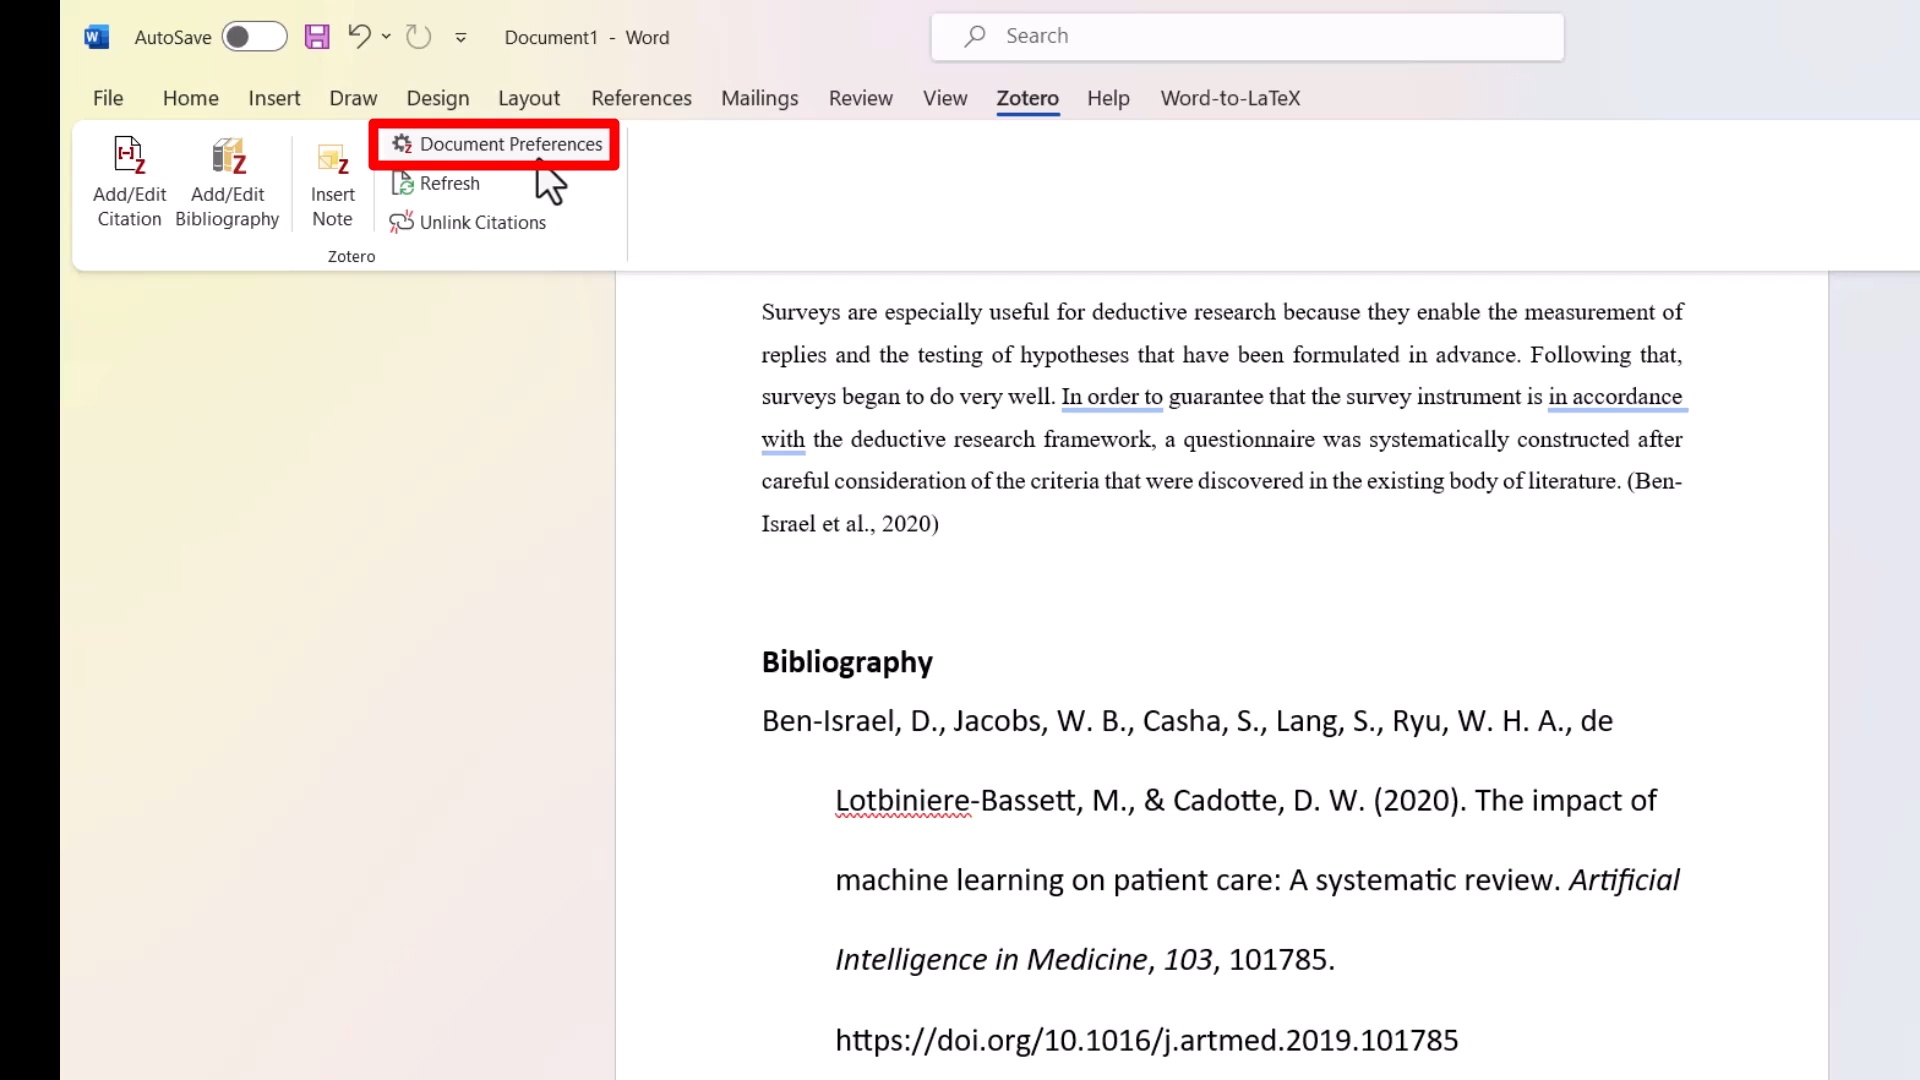 AutoSave
Document1 - Word
Search
File Home Insert Draw Design Layout References Mailings Review View Zotero Help Word-to-LaTeX
Add/Edit
Citation
Add/Edit
Bibliography
Insert
Note
Document Preferences
Refresh
Unlink Citations
Zotero
Surveys are especially useful for deductive research because they enable the measurement of
replies and the testing of hypotheses that have been formulated in advance. Following that,
surveys began to do very well. In order to guarantee that the survey instrument is in accordance
with the deductive research framework, a questionnaire was systematically constructed after
careful consideration of the criteria that were discovered in the existing body of literature. (Ben-
Israel et al., 2020)
Bibliography
Ben-Israel, D., Jacobs, W. B., Casha, S., Lang, S., Ryu, W. H. A., de
Lotbiniere-Bassett, M., & Cadotte, D. W. (2020). The impact of
machine learning on patient care: A systematic review. Artificial
Intelligence in Medicine, 103, 101785.
https://doi.org/10.1016/j.artmed.2019.101785